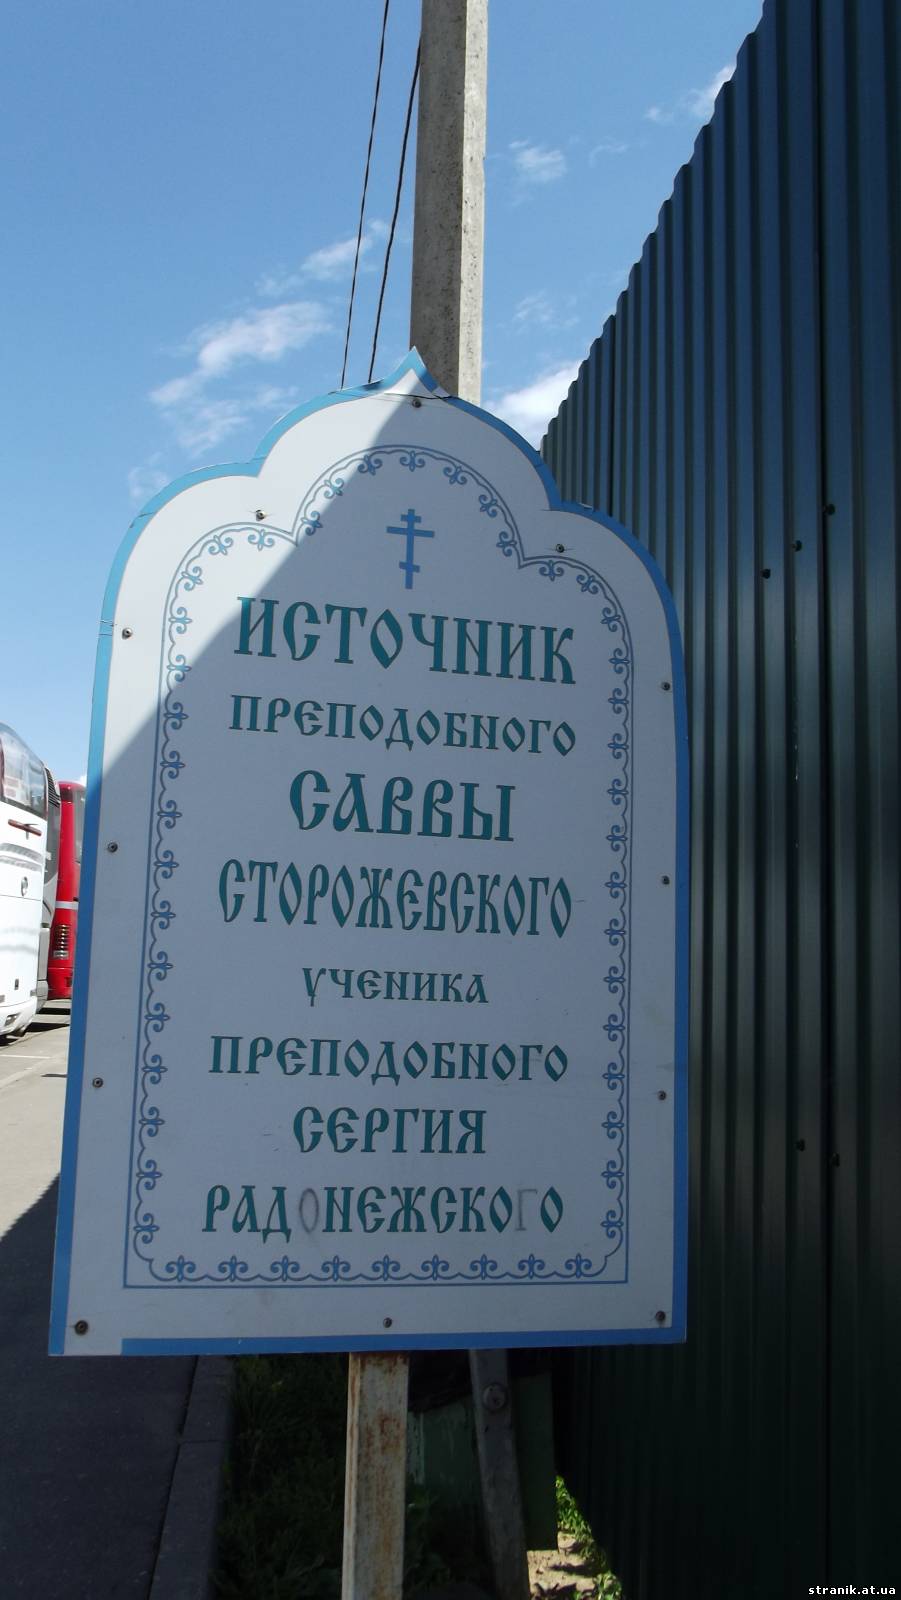 ИСТОЧНИК
ПРЕПОДОБНОГО
САВВЫ
СТОРОЖЕВСКОГО
УЧЕНИКА
ПРЕПОДОБНОГО
СЕРГИЯ
РАДОНЕЖСКОГО
stranik.at.ua